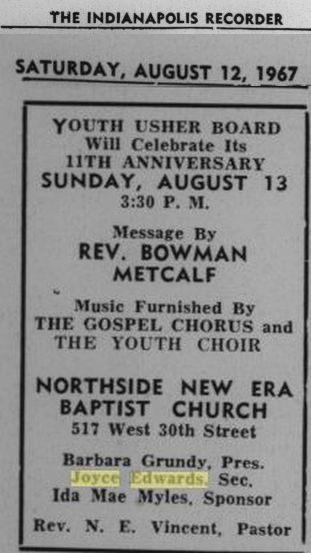 THE INDIANAPOLIS RECORDER
SATURDAY, AUGUST 12, 1967
YOUTH USHER BOARD
Will Celebrate Its
11TH ANNIVERSARY
SUNDAY, AUGUST 13
3:30 P. M.
Message By
REV. BOWMAN
METCALF
Music Furnished By
THE GOSPEL CHORUS and
THE YOUTH CHOIR
NORTHSIDE NEW ERA
BAPTIST CHURCH
517 West 30th Street
Barbara Grundy, Pres.
Joyce Edwards, Sec.
Ida Mae Myles, Sponsor
Rev. N. E. Vincent, Pastor